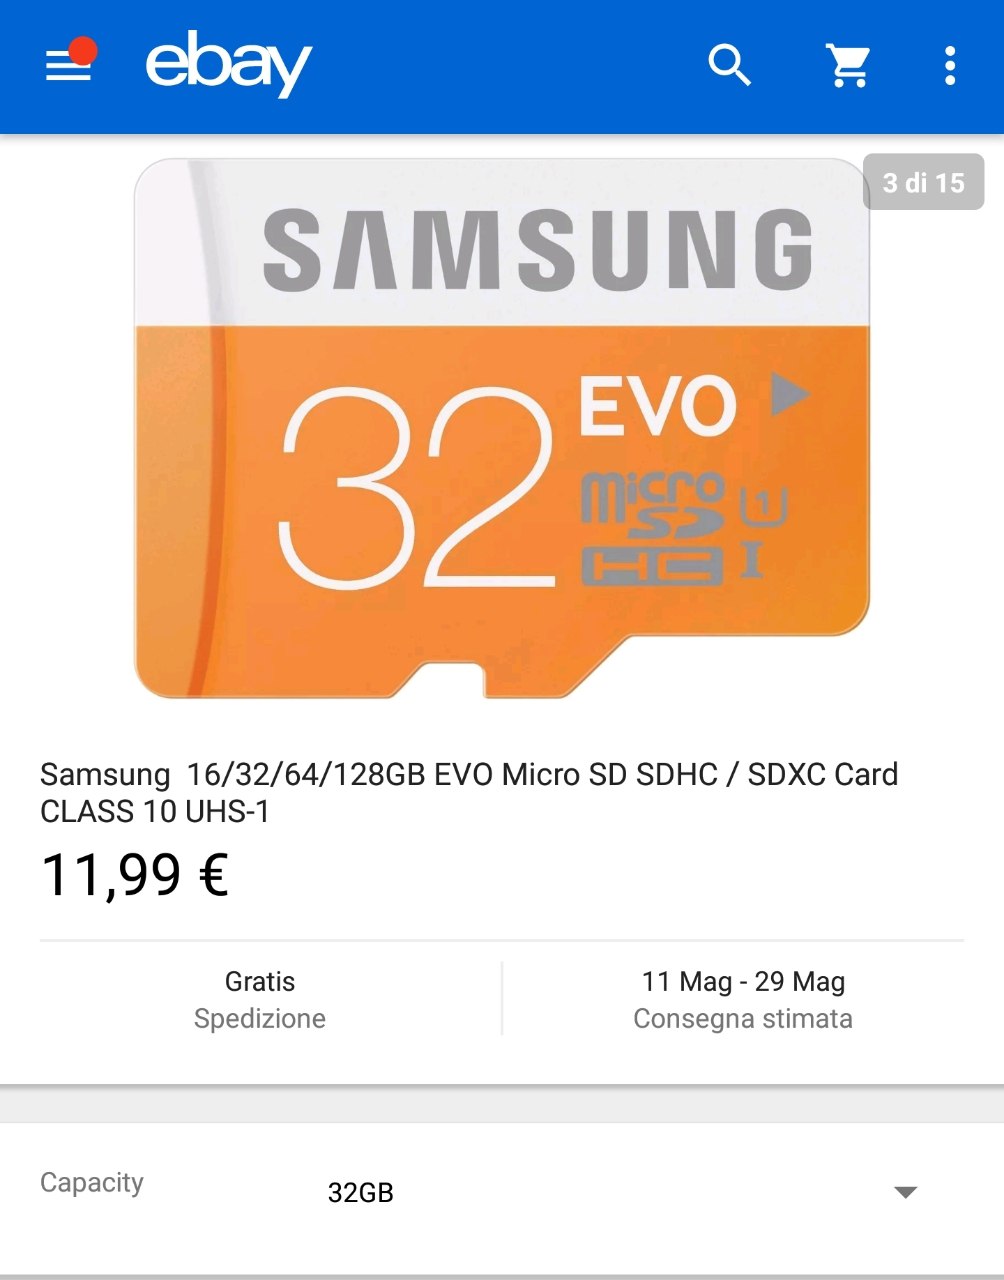 ebay
3 di 15
SAMSUNG
32
EVO
micro
SD
HC
1
I
Samsung 16/32/64/128GB EVO Micro SD SDHC / SDXC Card
CLASS 10 UHS-1
11,99 €
Gratis
Spedizione
11 Mag - 29 Mag
Consegna stimata
Capacity
32GB